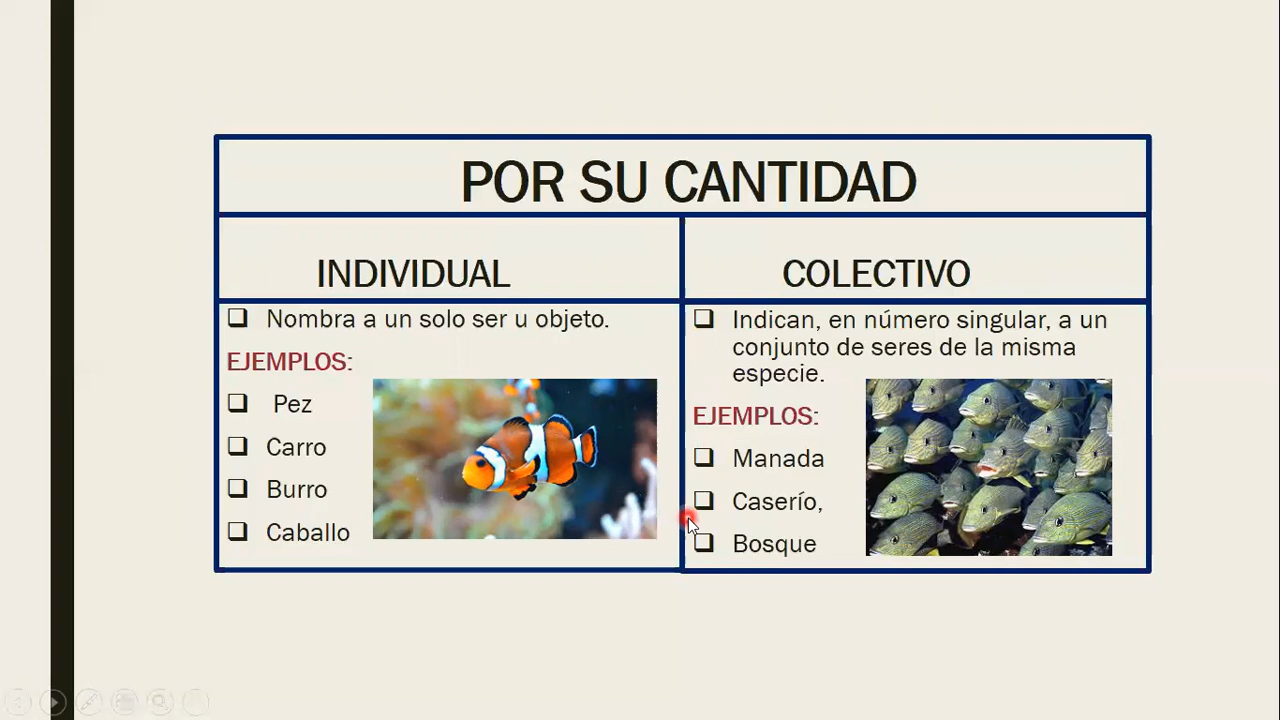 POR SU CANTIDAD
INDIVIDUAL
Nombra a un solo ser u objeto.
EJEMPLOS:
Pez
Carro
Burro
Caballo
COLECTIVO
Indican, en número singular, a un
conjunto de seres de la misma
especie.
EJEMPLOS:
Manada
Caserío,
Bosque